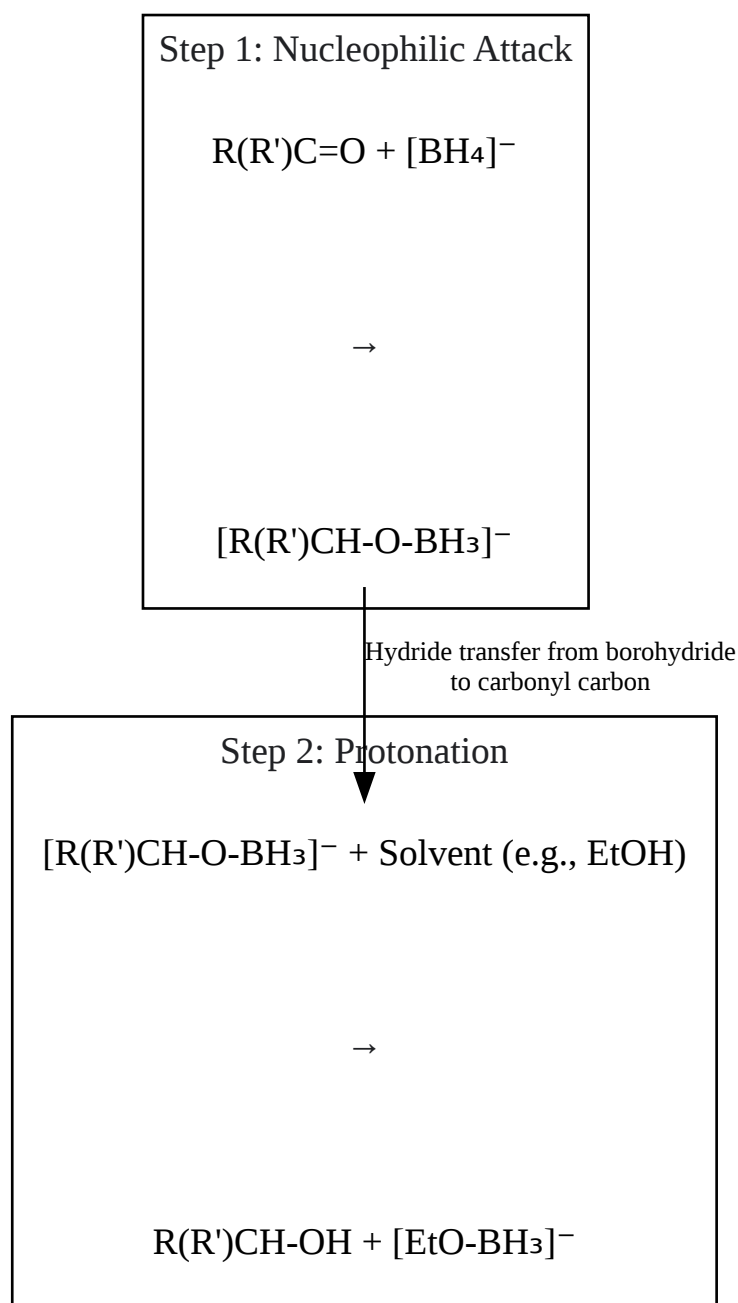 Step 1: Nucleophilic Attack
R(R')C=O + [BH₄]⁻
→
[R(R')CH-O-BH₃]⁻
Hydride transfer from borohydride
to carbonyl carbon
Step 2: Protonation
[R(R')CH-O-BH₃]⁻ + Solvent (e.g., EtOH)
→
R(R')CH-OH + [EtO-BH₃]⁻